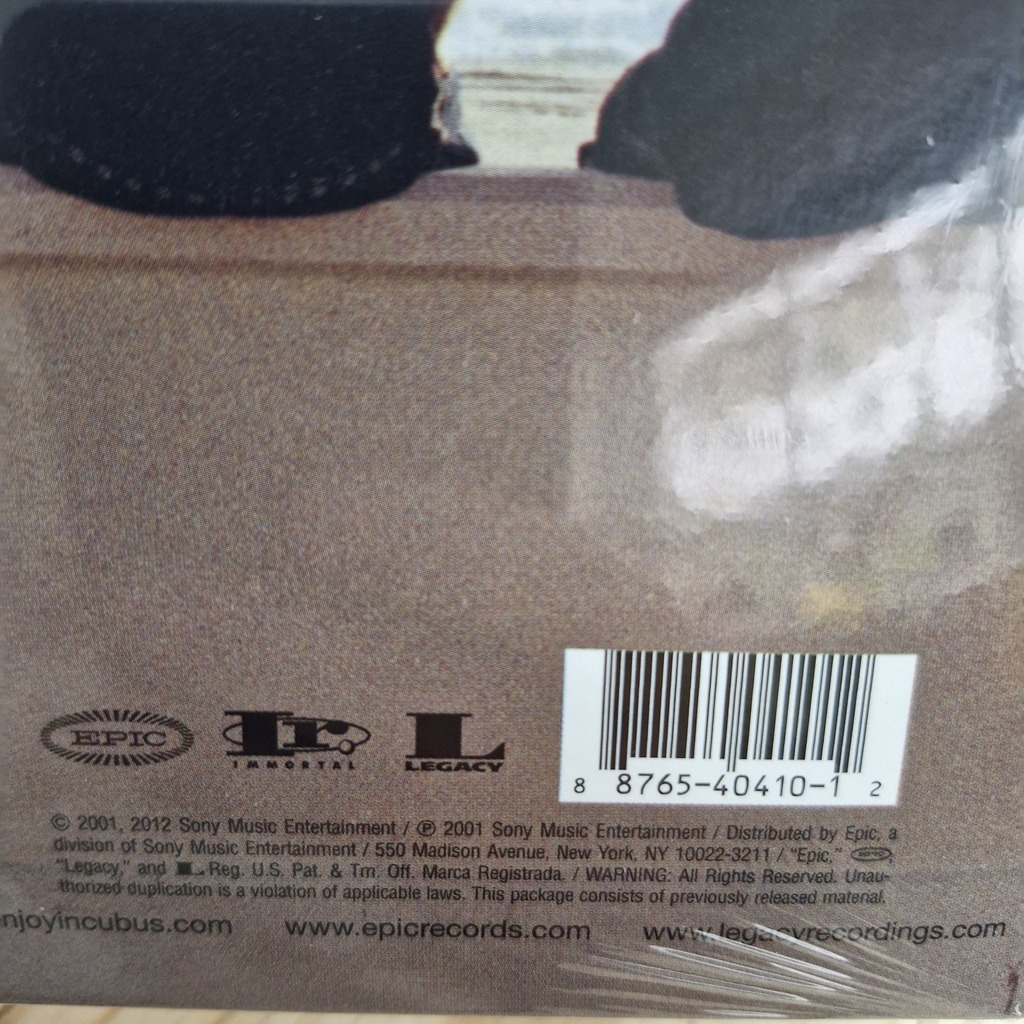 EPIC
Ir
IMMORTAL
L
LEGACY
8 8765-40410-1 2
© 2001, 2012 Sony Music Entertainment / ℗ 2001 Sony Music Entertainment / Distributed by Epic, a
division of Sony Music Entertainment / 550 Madison Avenue, New York, NY 10022-3211 / "Epic," EPIC,
"Legacy," and L Reg. U.S. Pat. & Tm. Off. Marca Registrada. / WARNING: All Rights Reserved. Unau-
thorized duplication is a violation of applicable laws. This package consists of previously released material.
njoyincubus.com www.epicrecords.com www.legacyrecordings.com